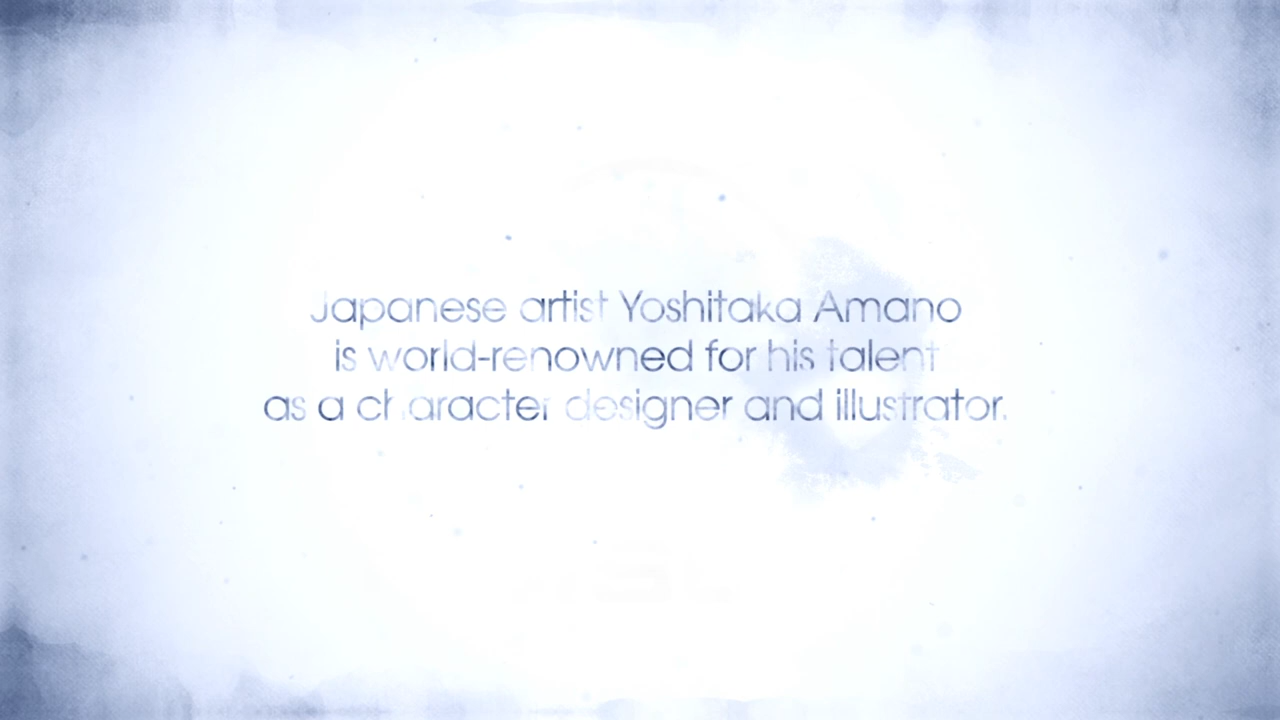 Japanese artist Yoshitaka Amano
is world-renowned for his talent
as a character designer and illustrator.